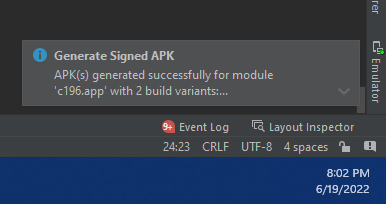 Generate Signed APK
APK(s) generated successfully for module
'c196.app' with 2 build variants:...
Emulator
9+ Event Log
Layout Inspector
24:23 CRLF UTF-8 4 spaces
8:02 PM
6/19/2022